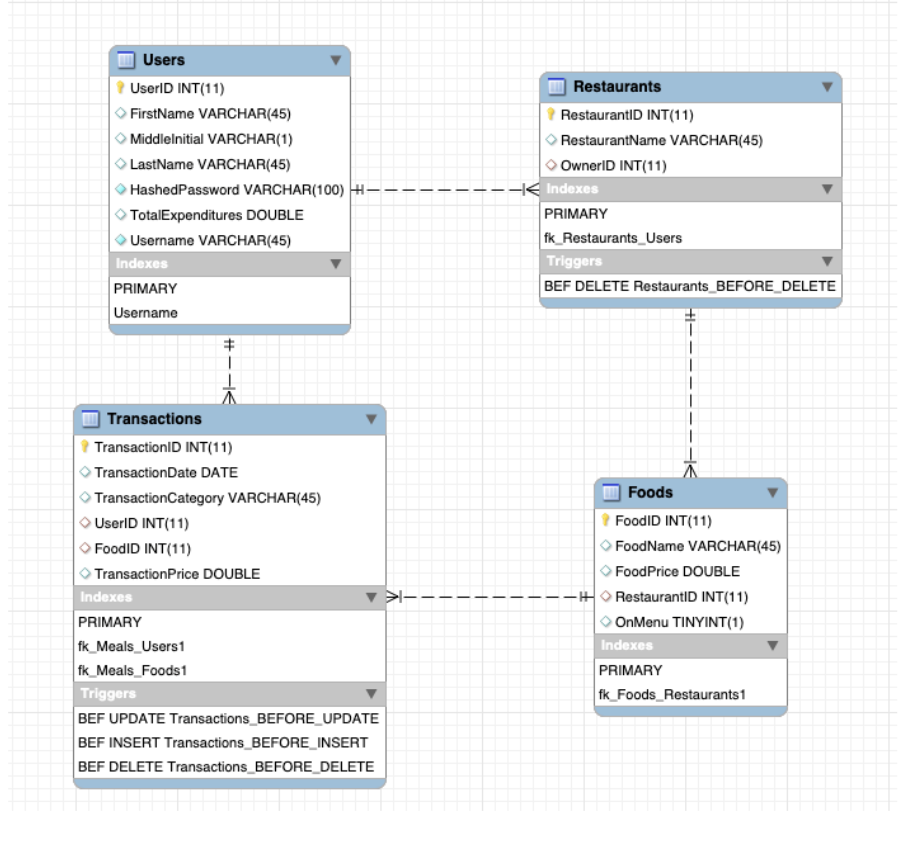 Users
UserID INT(11)
FirstName VARCHAR(45)
MiddleInitial VARCHAR(1)
LastName VARCHAR(45)
HashedPassword VARCHAR(100)
TotalExpenditures DOUBLE
Username VARCHAR(45)
Indexes
PRIMARY
Username
Restaurants
RestaurantID INT(11)
RestaurantName VARCHAR(45)
OwnerID INT(11)
Indexes
PRIMARY
fk_Restaurants_Users
Triggers
BEF DELETE Restaurants_BEFORE_DELETE
Transactions
TransactionID INT(11)
TransactionDate DATE
TransactionCategory VARCHAR(45)
UserID INT(11)
FoodID INT(11)
TransactionPrice DOUBLE
Indexes
PRIMARY
fk_Meals_Users1
fk_Meals_Foods1
Triggers
BEF UPDATE Transactions_BEFORE_UPDATE
BEF INSERT Transactions_BEFORE_INSERT
BEF DELETE Transactions_BEFORE_DELETE
Foods
FoodID INT(11)
FoodName VARCHAR(45)
FoodPrice DOUBLE
RestaurantID INT(11)
OnMenu TINYINT(1)
Indexes
PRIMARY
fk_Foods_Restaurants1